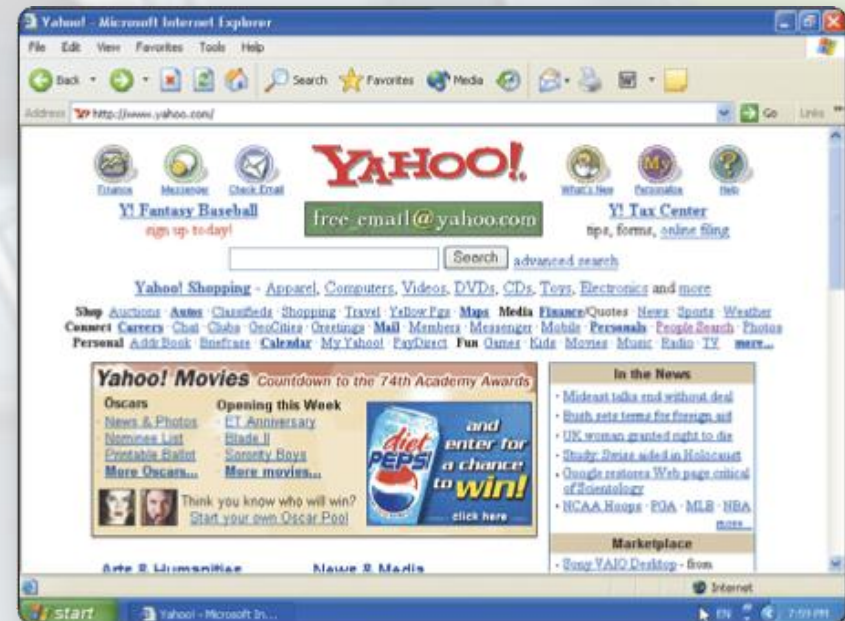 Yahoo! - Microsoft Internet Explorer
File Edit View Favorites Tools Help
Back Search Favorites Media
Address http://www.yahoo.com/ Go Links
Finance Messenger Check Email YAHOO! What's New Personalize Help
Y! Fantasy Baseball free_email@yahoo.com Y! Tax Center
sign up today! tips, forms, online filing
Search advanced search
Yahoo! Shopping - Apparel, Computers, Videos, DVDs, CDs, Toys, Electronics and more
Shop Auctions · Autos · Classifieds · Shopping · Travel · Yellow Pgs · Maps Media Finance/Quotes · News · Sports · Weather
Connect Careers · Chat · Clubs · GeoCities · Greetings · Mail · Members · Messenger · Mobile · Personals · People Search · Photos
Personal Addr Book · Briefcase · Calendar · My Yahoo! · PayDirect Fun Games · Kids · Movies · Music · Radio · TV more...
Yahoo! Movies Countdown to the 74th Academy Awards
Oscars
· News & Photos
· Nominee List
· Printable Ballot
More Oscars...
Opening this Week
· ET Anniversary
· Blade II
· Sorority Boys
More movies...
Think you know who will win?
Start your own Oscar Pool
diet
PEPSI
and
enter for
a chance
to win!
click here
In the News
· Mideast talks end without deal
· Bush sets terms for foreign aid
· UK woman granted right to die
· Study: Swiss aided in Holocaust
· Google restores Web page critical
of Scientology
· NCAA Hoops · PGA · MLB · NBA
more...
Marketplace
· Sony VAIO Desktop - from
Arts & Humanities News & Media
Internet
start Yahoo! - Microsoft In... EN 7:59 PM